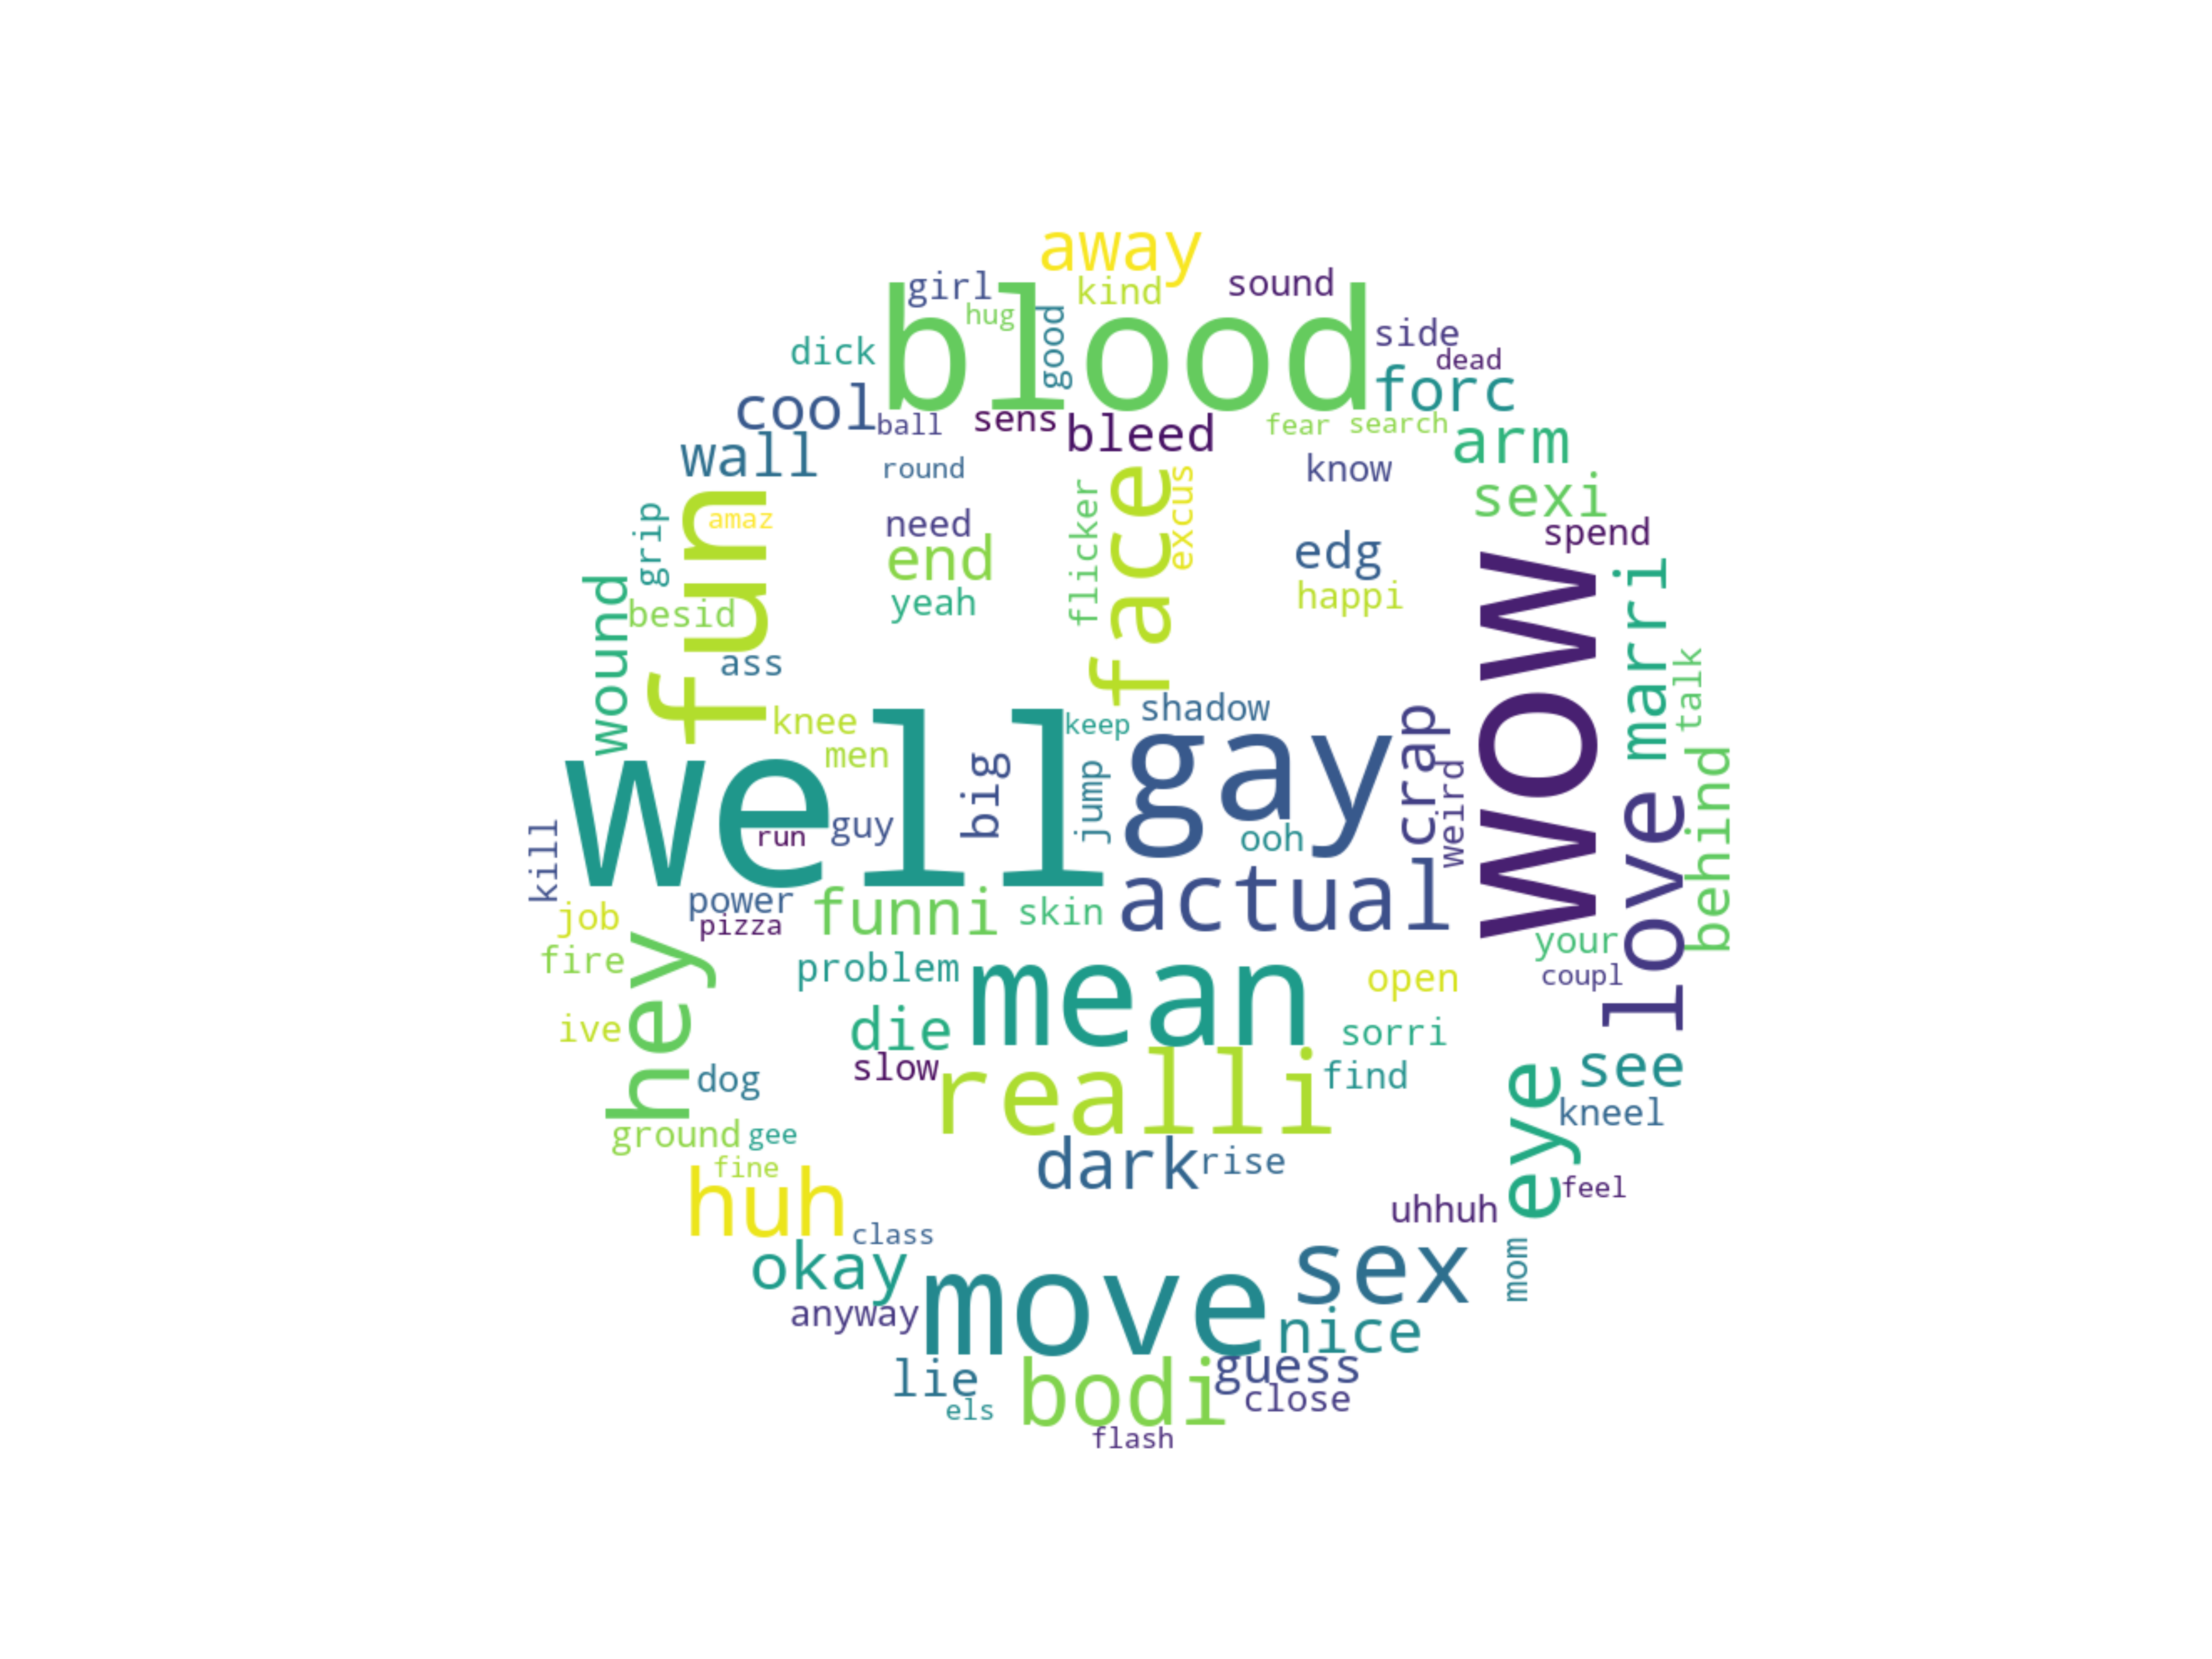 away
girl
kind
sound
hug
blood
good
side
dick
dead
forc
cool
ball
sens
bleed
fear
search
arm
wall
round
know
sexi
fun
amaz
grip
need
flicker
face
excus
spend
end
edg
wound
besid
yeah
happi
wow
marri
ass
talk
knee
keep
shadow
crap
well
men
big
jump
gay
weird
behind
run
guy
ooh
love
kill
power
funni
skin
actual
job
pizza
your
fire
hey
problem
mean
open
coupl
ive
die
sorri
slow
realli
find
see
dog
eye
kneel
ground
gee
fine
dark
rise
feel
huh
uhhuh
class
okay
sex
mom
anyway
move
nice
lie
bodi
guess
els
close
flash